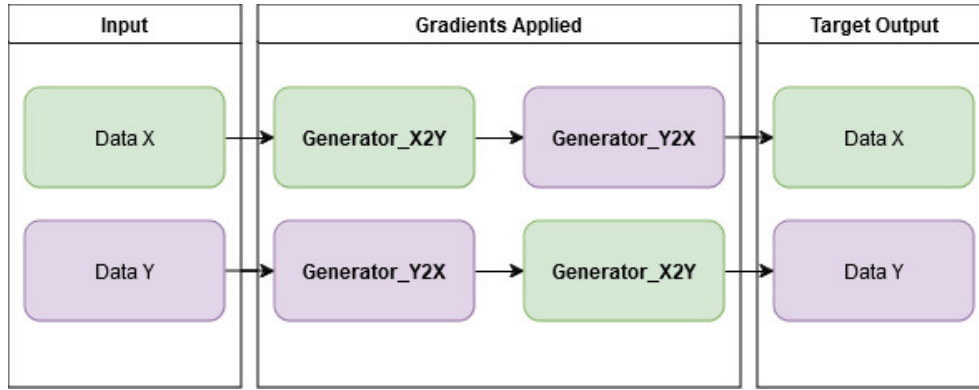 Input
Gradients Applied
Target Output
Data X
Generator_X2Y
Generator_Y2X
Data X
Data Y
Generator_Y2X
Generator_X2Y
Data Y